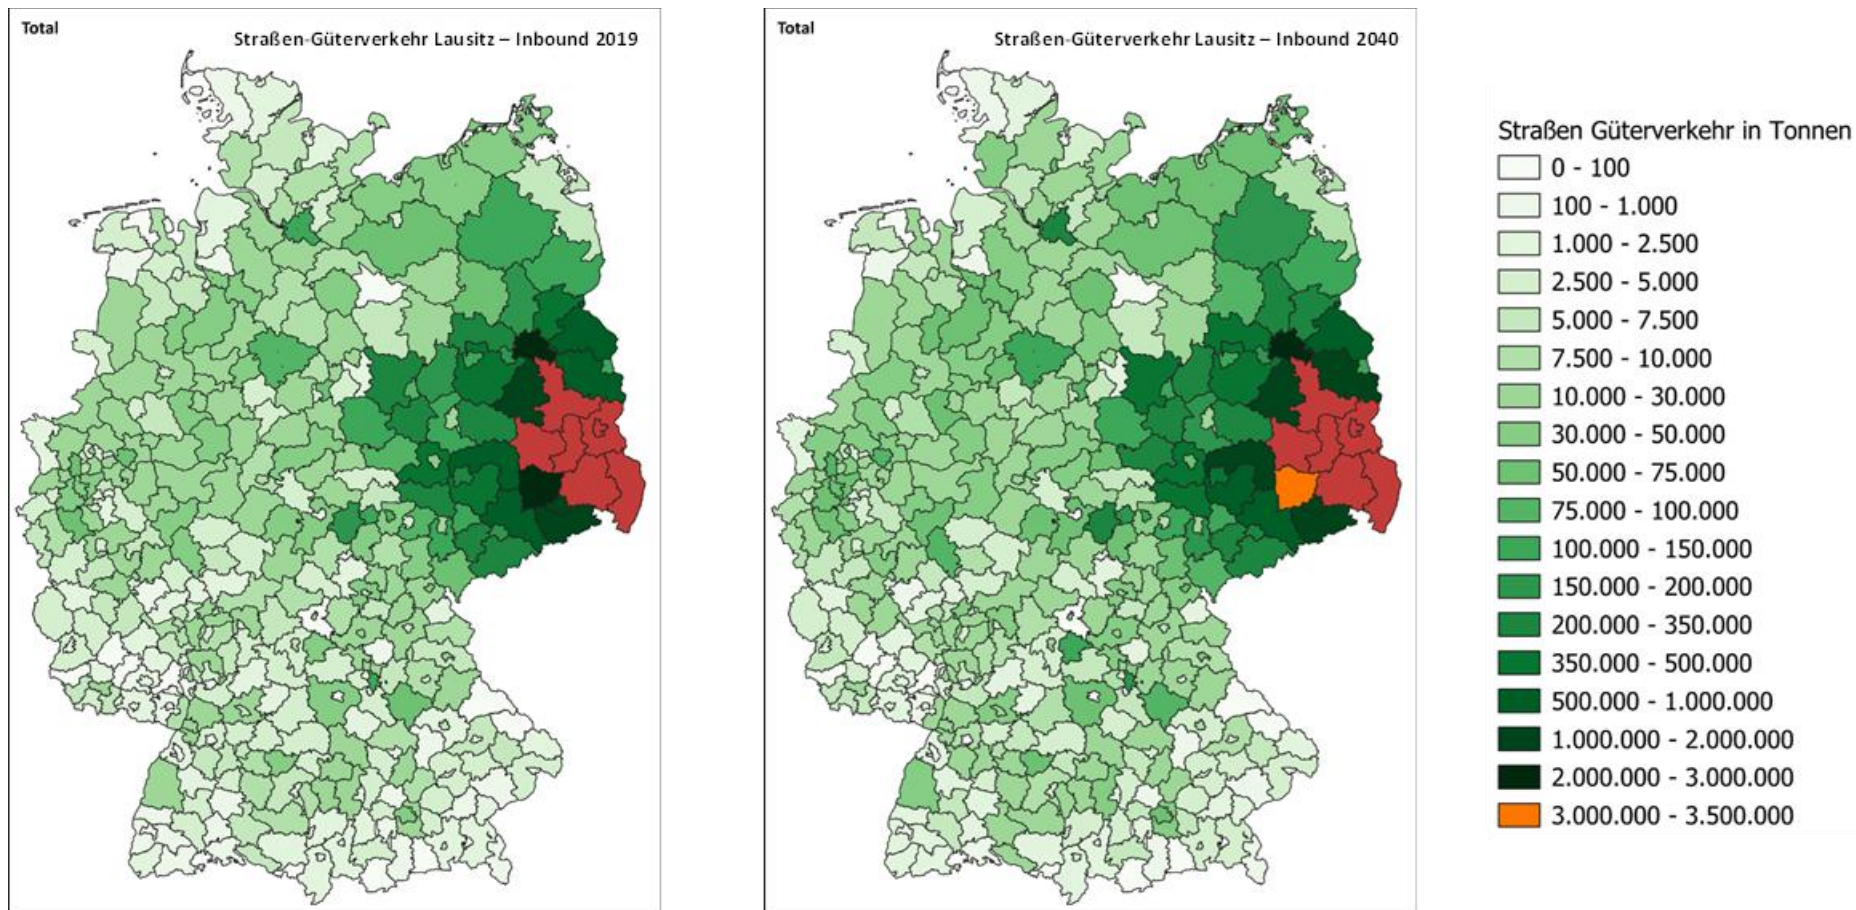 Total
Straßen-Güterverkehr Lausitz – Inbound 2019
Total
Straßen-Güterverkehr Lausitz – Inbound 2040
Straßen Güterverkehr in Tonnen
0 - 100
100 - 1.000
1.000 - 2.500
2.500 - 5.000
5.000 - 7.500
7.500 - 10.000
10.000 - 30.000
30.000 - 50.000
50.000 - 75.000
75.000 - 100.000
100.000 - 150.000
150.000 - 200.000
200.000 - 350.000
350.000 - 500.000
500.000 - 1.000.000
1.000.000 - 2.000.000
2.000.000 - 3.000.000
3.000.000 - 3.500.000